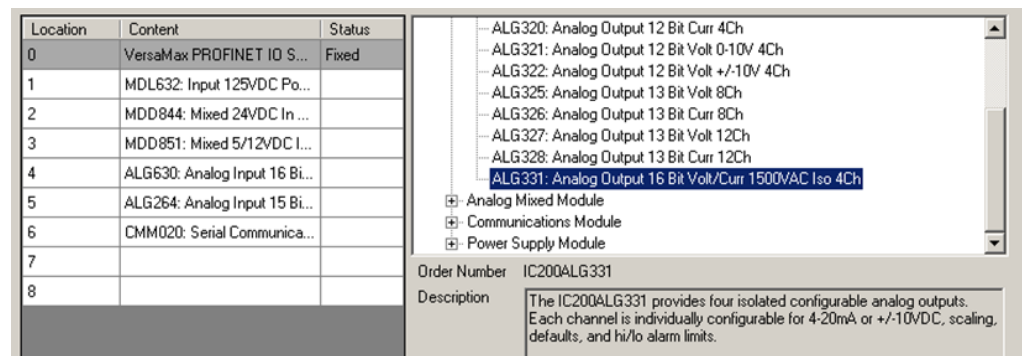 Location Content Status
0 VersaMax PROFINET IO S... Fixed
1 MDL632: Input 125VDC Po...
2 MDD844: Mixed 24VDC In ...
3 MDD851: Mixed 5/12VDC I...
4 ALG630: Analog Input 16 Bi...
5 ALG264: Analog Input 15 Bi...
6 CMM020: Serial Communica...
7
8
ALG320: Analog Output 12 Bit Curr 4Ch
ALG321: Analog Output 12 Bit Volt 0-10V 4Ch
ALG322: Analog Output 12 Bit Volt +/-10V 4Ch
ALG325: Analog Output 13 Bit Volt 8Ch
ALG326: Analog Output 13 Bit Curr 8Ch
ALG327: Analog Output 13 Bit Volt 12Ch
ALG328: Analog Output 13 Bit Curr 12Ch
ALG331: Analog Output 16 Bit Volt/Curr 1500VAC Iso 4Ch
Analog Mixed Module
Communications Module
Power Supply Module
Order Number IC200ALG331
Description The IC200ALG331 provides four isolated configurable analog outputs.
Each channel is individually configurable for 4-20mA or +/-10VDC, scaling,
defaults, and hi/lo alarm limits.